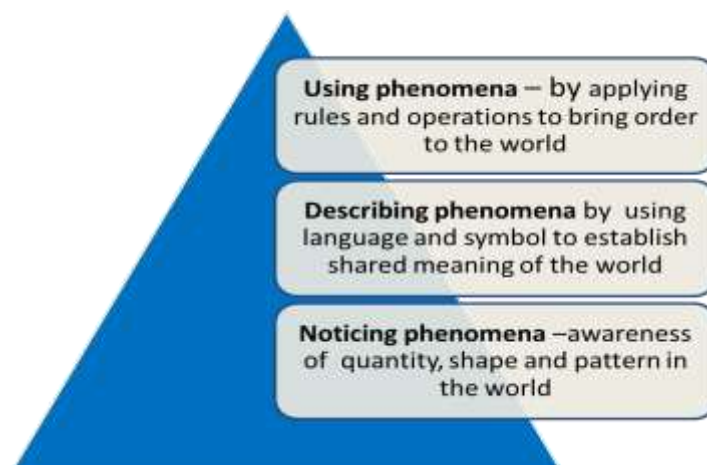 Using phenomena – by applying
rules and operations to bring order
to the world
Describing phenomena by using
language and symbol to establish
shared meaning of the world
Noticing phenomena –awareness
of quantity, shape and pattern in
the world